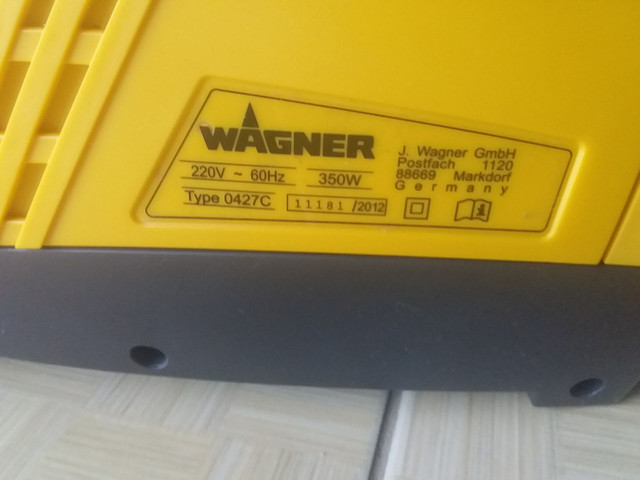 WAGNER
220V ~ 60Hz 350W
Type 0427C 11181 /2012
J. Wagner GmbH
Postfach 1120
88669 Markdorf
Germany